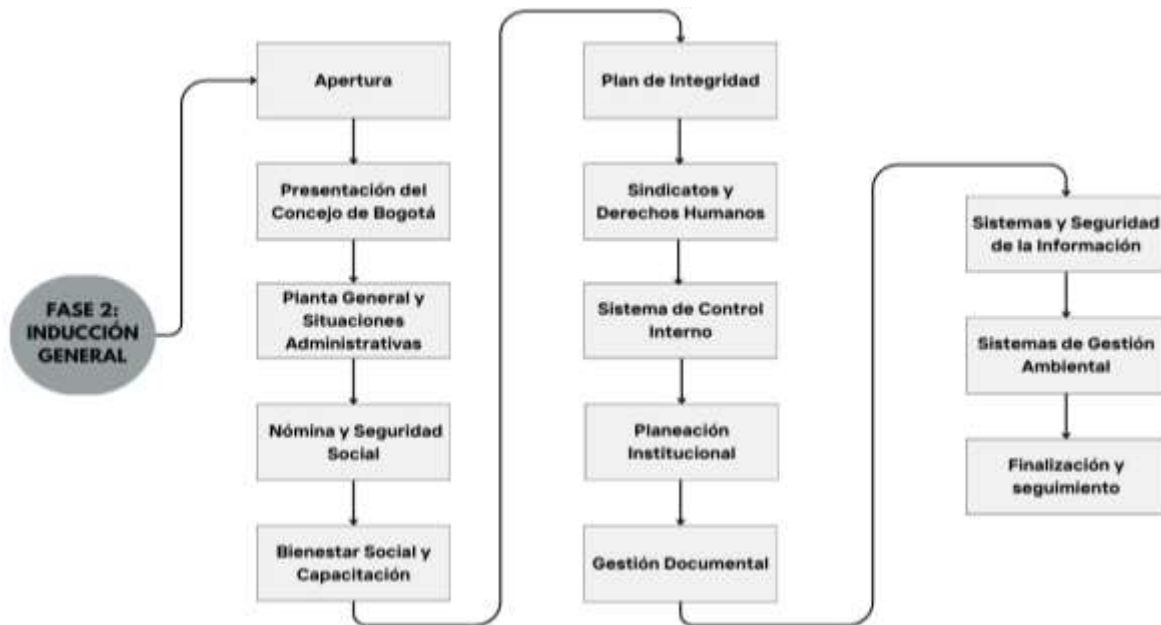 FASE 2:
INDUCCIÓN
GENERAL
Apertura
Presentación del
Concejo de Bogotá
Planta General y
Situaciones
Administrativas
Nómina y Seguridad
Social
Bienestar Social y
Capacitación
Plan de Integridad
Sindicatos y
Derechos Humanos
Sistema de Control
Interno
Planeación
Institucional
Gestión Documental
Sistemas y Seguridad
de la Información
Sistemas de Gestión
Ambiental
Finalización y
seguimiento